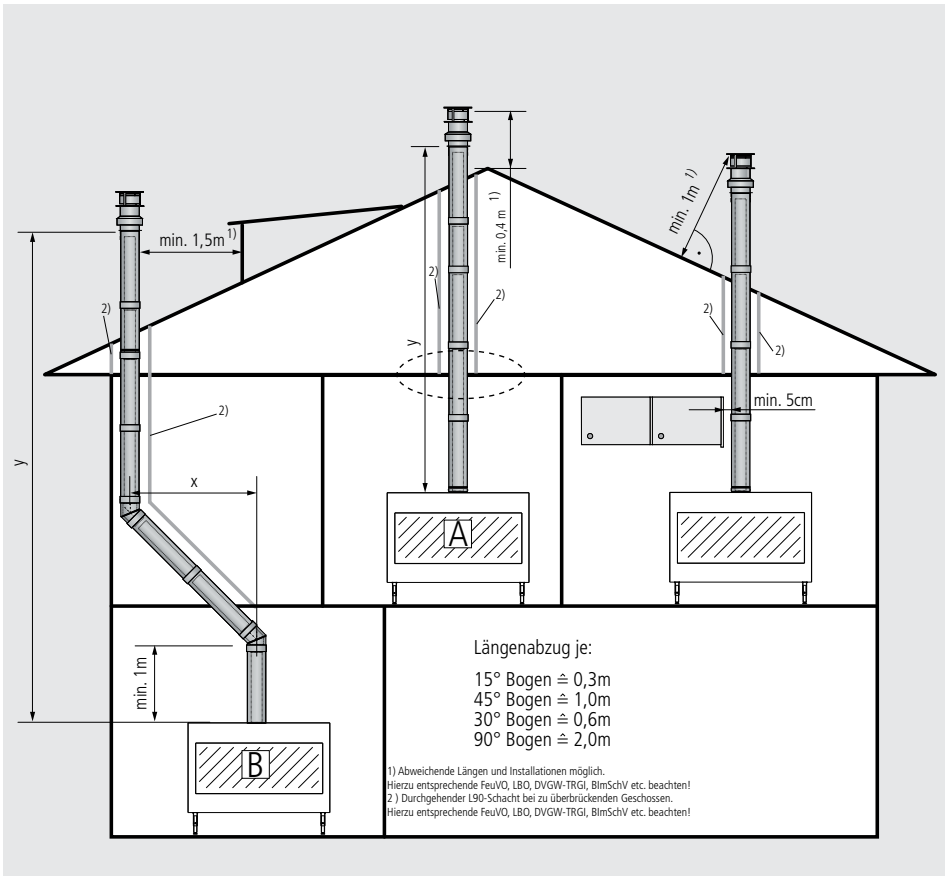 min. 0,4 m 1)
min. 1m 1)
min. 1,5m 1)
2)
2)
2)
2)
2)
2)
y
min. 5cm
y
x
A
min. 1m
B
Längenabzug je:
15° Bogen ≙ 0,3m
45° Bogen ≙ 1,0m
30° Bogen ≙ 0,6m
90° Bogen ≙ 2,0m
1) Abweichende Längen und Installationen möglich.
Hierzu entsprechende FeuVO, LBO, DVGW-TRGI, BlmSchV etc. beachten!
2 ) Durchgehender L90-Schacht bei zu überbrückenden Geschossen.
Hierzu entsprechende FeuVO, LBO, DVGW-TRGI, BlmSchV etc. beachten!